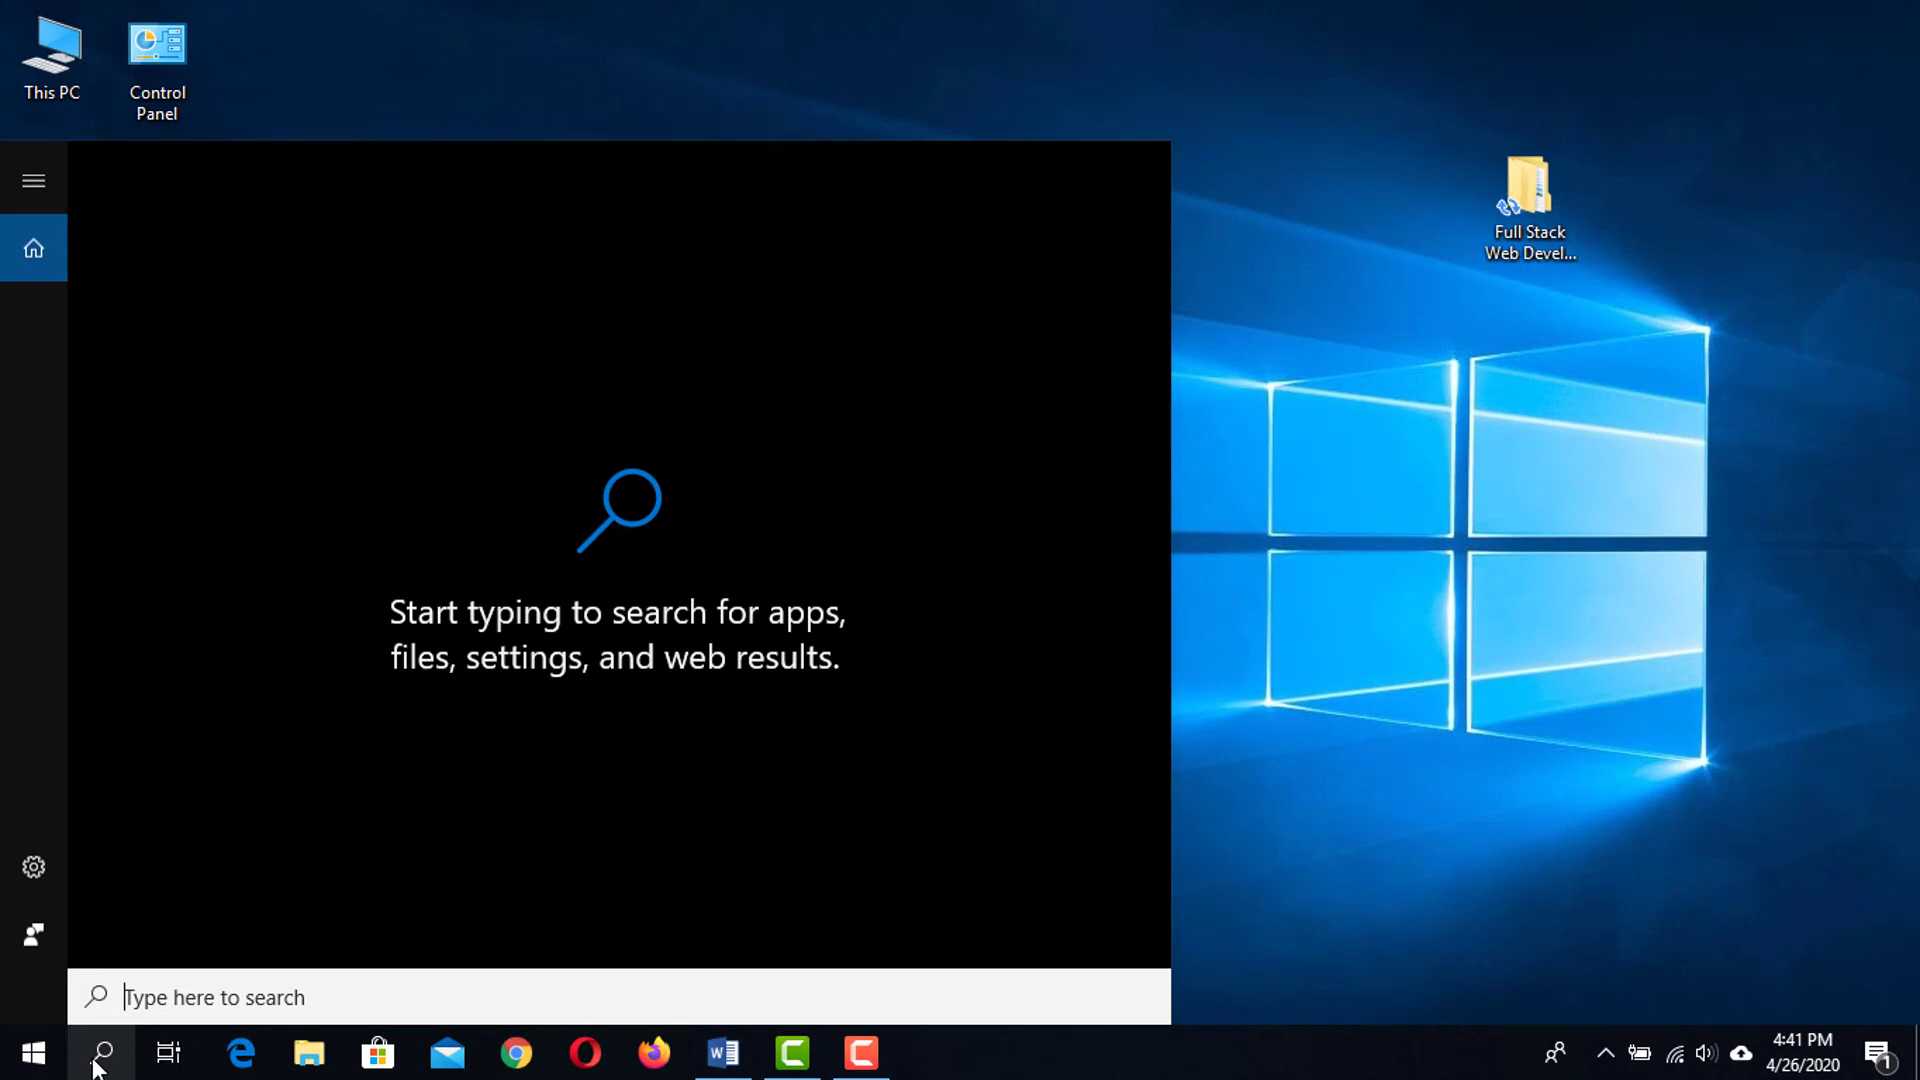 This PC
Control
Panel
Full Stack
Web Devel...
Start typing to search for apps,
files, settings, and web results.
Type here to search
4:41 PM
4/26/2020
1